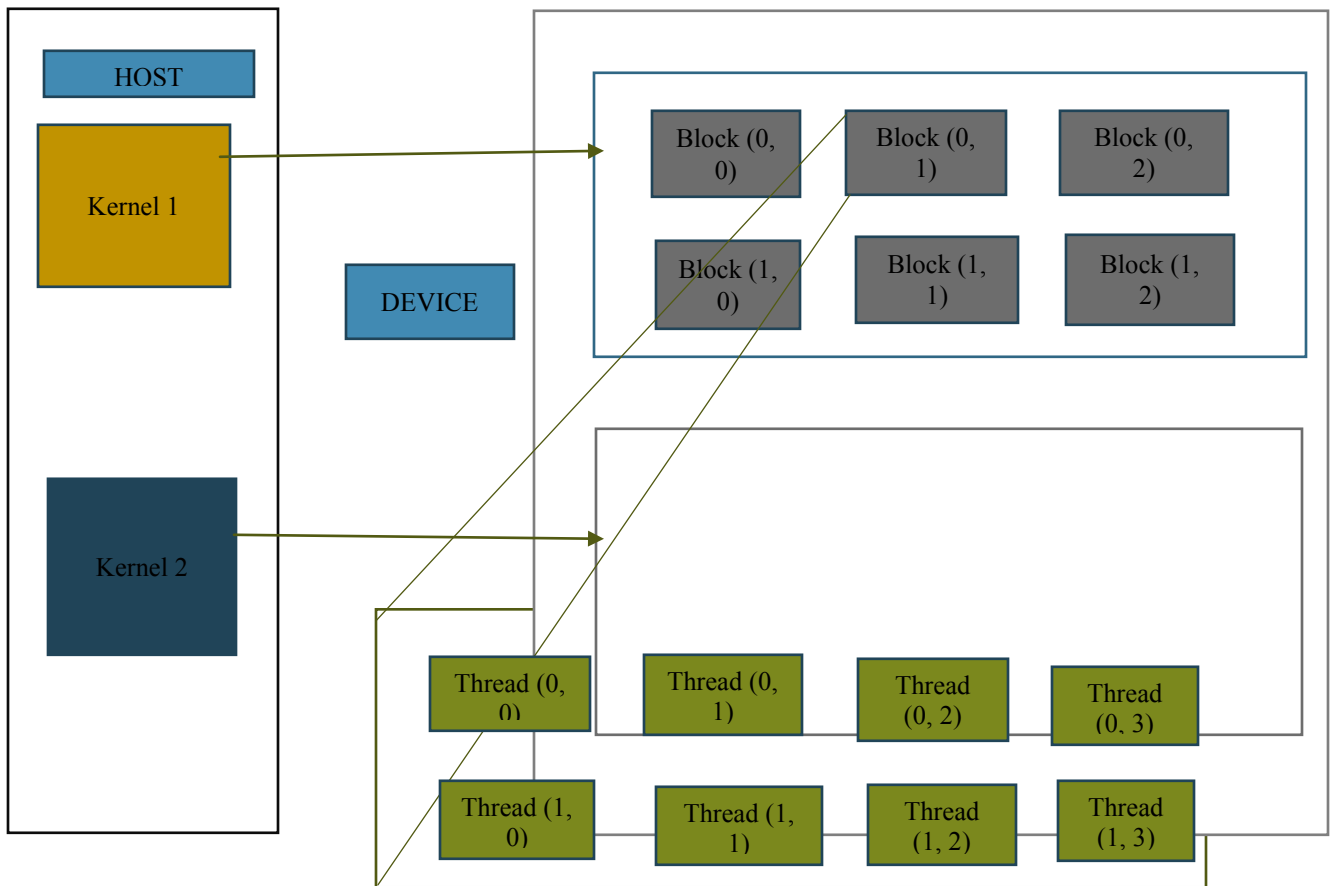 HOST
Kernel 1
DEVICE
Kernel 2
Block (0,
0)
Block (0,
1)
Block (0,
2)
Block (1,
0)
Block (1,
1)
Block (1,
2)
Thread (0,
0)
Thread (0,
1)
Thread
(0, 2)
Thread
(0, 3)
Thread (1,
0)
Thread (1,
1)
Thread
(1, 2)
Thread
(1, 3)